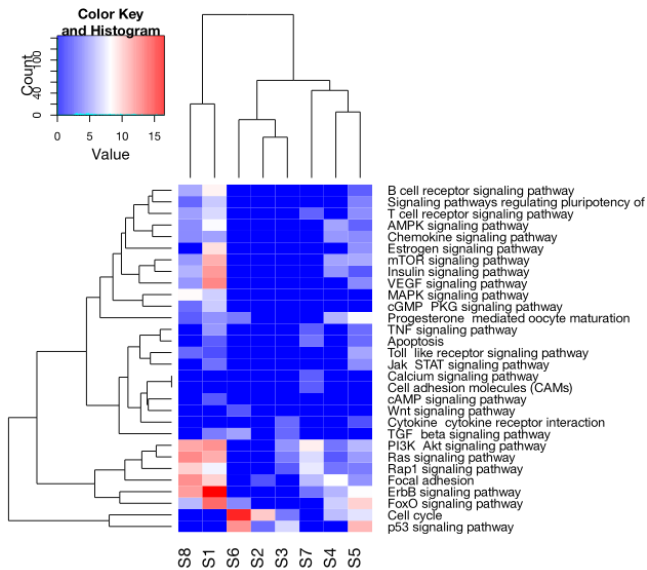 Color Key
and Histogram
Count
0 40 100
0 5 10 15
Value
B cell receptor signaling pathway
Signaling pathways regulating pluripotency of
T cell receptor signaling pathway
AMPK signaling pathway
Chemokine signaling pathway
Estrogen signaling pathway
mTOR signaling pathway
Insulin signaling pathway
VEGF signaling pathway
MAPK signaling pathway
cGMP PKG signaling pathway
Progesterone mediated oocyte maturation
TNF signaling pathway
Apoptosis
Toll like receptor signaling pathway
Jak STAT signaling pathway
Calcium signaling pathway
Cell adhesion molecules (CAMs)
cAMP signaling pathway
Wnt signaling pathway
Cytokine cytokine receptor interaction
TGF beta signaling pathway
PI3K Akt signaling pathway
Ras signaling pathway
Rap1 signaling pathway
Focal adhesion
ErbB signaling pathway
FoxO signaling pathway
Cell cycle
p53 signaling pathway
S8 S1 S6 S2 S3 S7 S4 S5